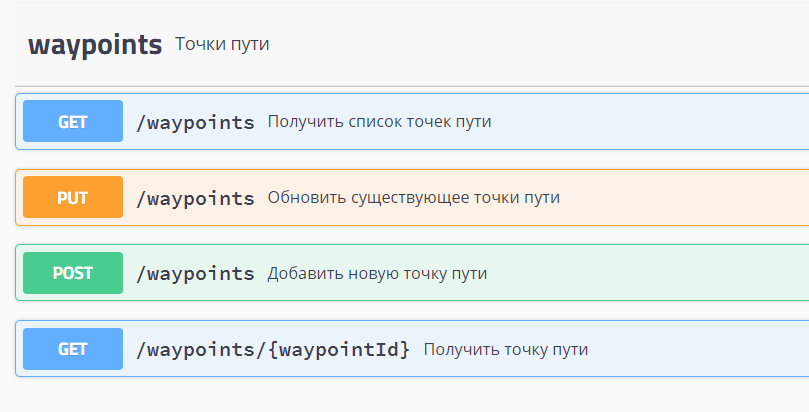 waypoints Точки пути
GET /waypoints Получить список точек пути
PUT /waypoints Обновить существующее точки пути
POST /waypoints Добавить новую точку пути
GET /waypoints/{waypointId} Получить точку пути